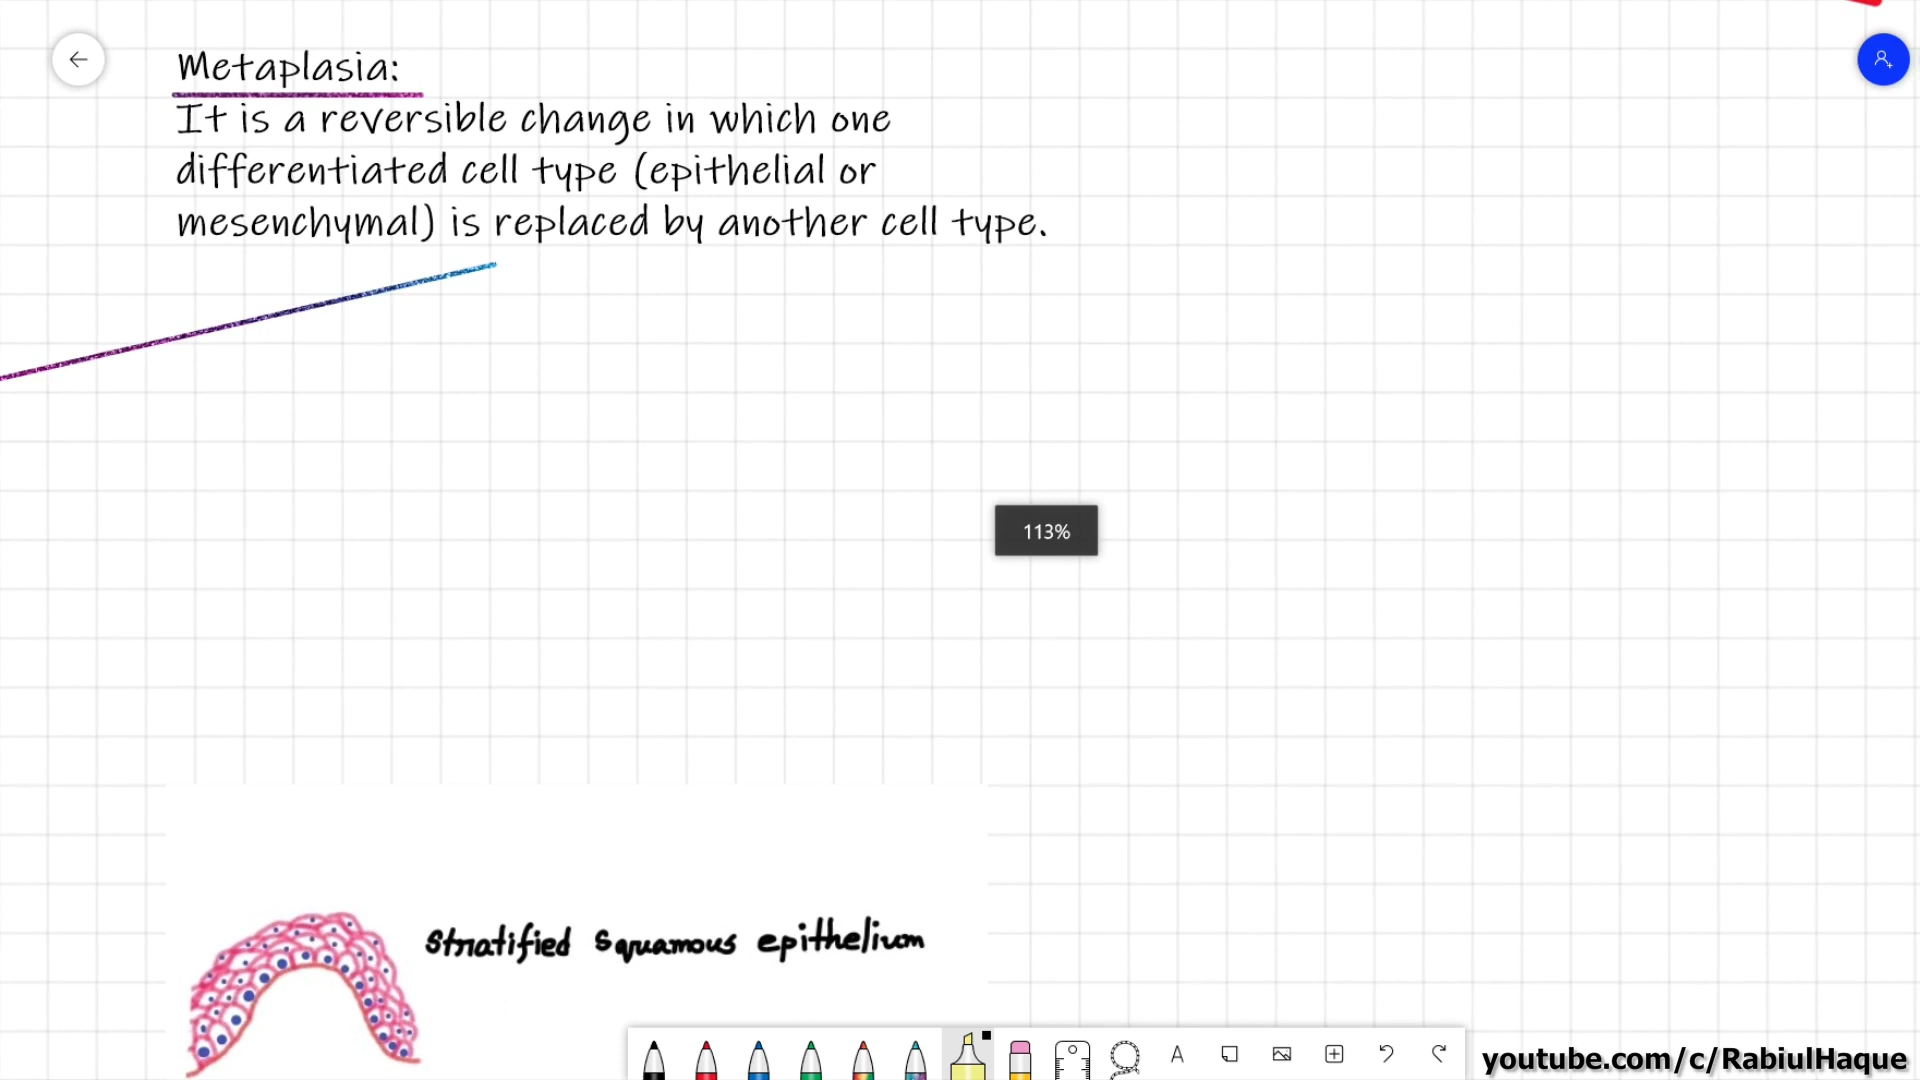 Metaplasia:
It is a reversible change in which one
differentiated cell type (epithelial or
mesenchymal) is replaced by another cell type.
113%
Stratified Squamous epithelium
A
youtube.com/c/RabiulHaque